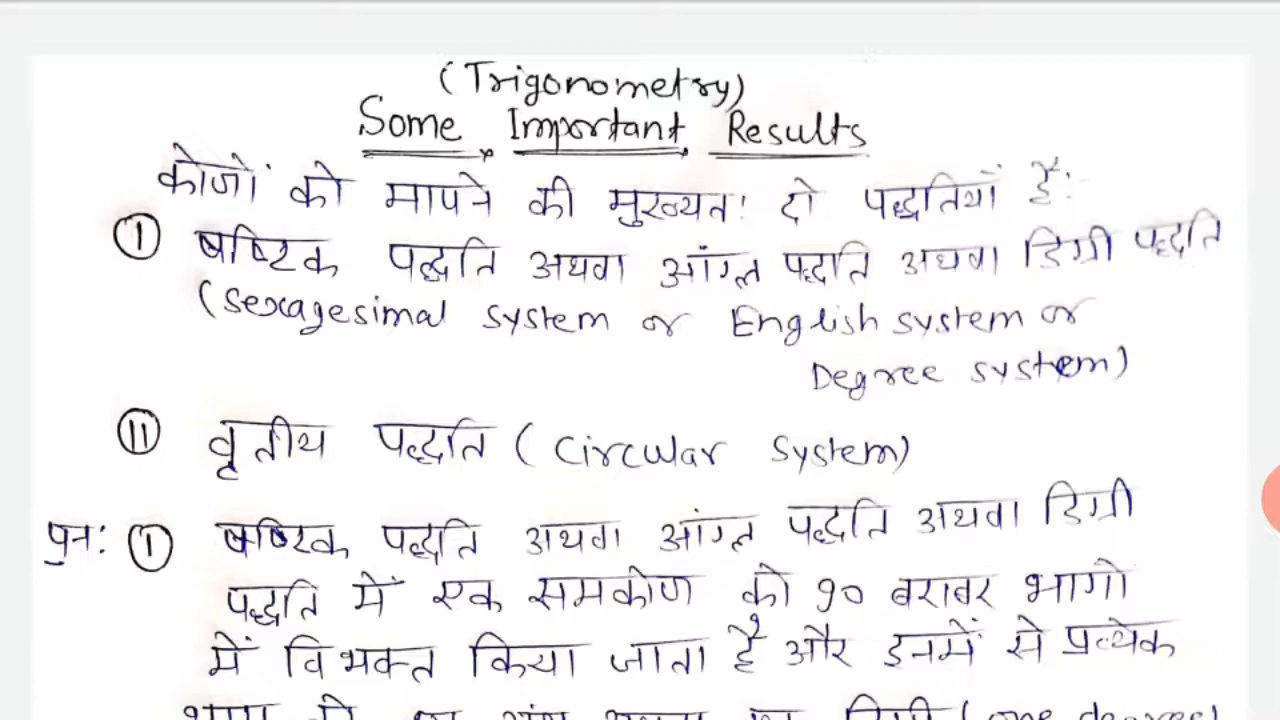 (Trigonometry)
Some Important Results
कोणों को मापने की मुख्यतः दो पद्धतियाँ हैं:
(I) षष्टिक पद्धति अथवा आंग्ल पद्धति अथवा डिग्री पद्धति
(Sexagesimal system or English system or
Degree system)
(II) वृतीय पद्धति (Circular System)
पुनः (I) षष्टिक पद्धति अथवा आंग्ल पद्धति अथवा डिग्री
पद्धति में एक समकोण को 90 बराबर भागो
में विभक्त किया जाता है और इनमें से प्रत्येक
(one degree)